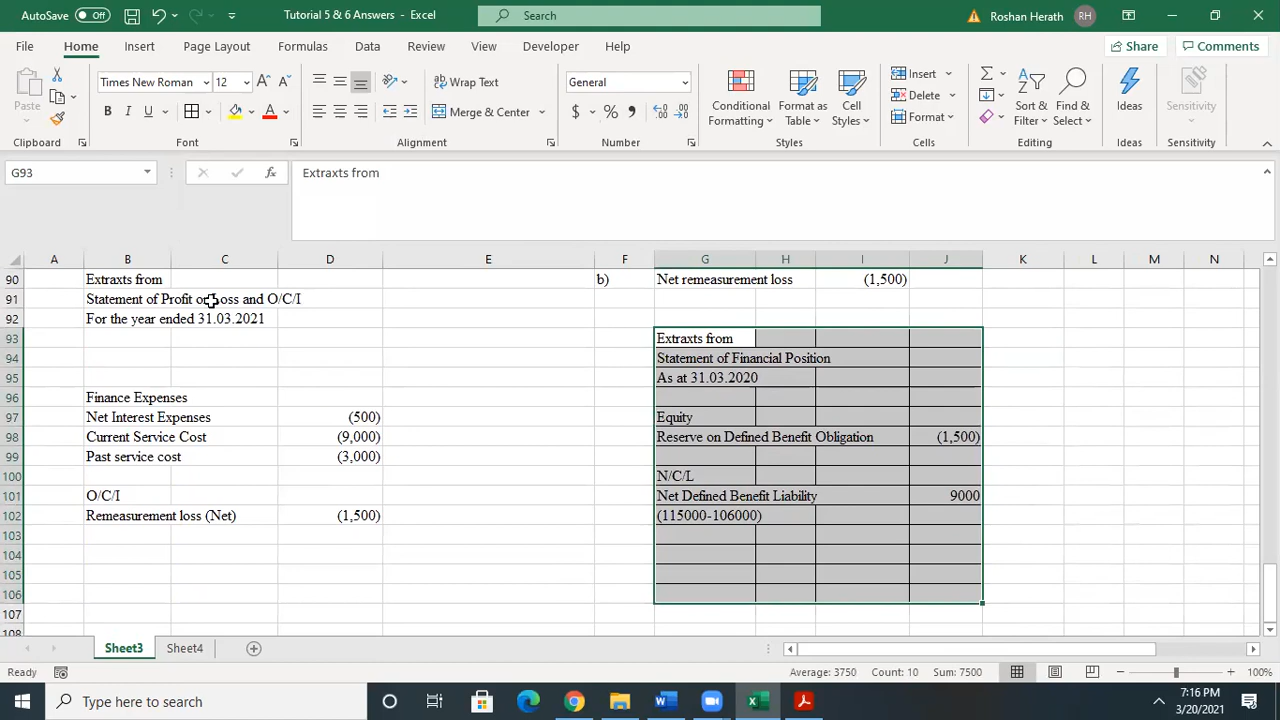 AutoSave Off Tutorial 5 & 6 Answers - Excel Search Roshan Herath RH
File Home Insert Page Layout Formulas Data Review View Developer Help Share Comments
Paste Times New Roman 12 Wrap Text General Conditional Formatting Format as Table Cell Styles Insert Sort & Filter Find & Select Ideas Sensitivity
B I U Merge & Center $ % Delete
Format
Clipboard Font Alignment Number Styles Cells Editing Ideas Sensitivity
G93 fx Extraxts from
A B C D E F G H I J K L M N
90 Extraxts from b) Net remeasurement loss (1,500)
91 Statement of Profit or Loss and O/C/I
92 For the year ended 31.03.2021
93 Extraxts from
94 Statement of Financial Position
95 As at 31.03.2020
96 Finance Expenses
97 Net Interest Expenses (500) Equity
98 Current Service Cost (9,000) Reserve on Defined Benefit Obligation (1,500)
99 Past service cost (3,000)
100 N/C/L
101 O/C/I Net Defined Benefit Liability 9000
102 Remeasurement loss (Net) (1,500) (115000-106000)
103
104
105
106
107
108
Sheet3 Sheet4
Ready Average: 3750 Count: 10 Sum: 7500 100%
Type here to search 7:16 PM
3/20/2021